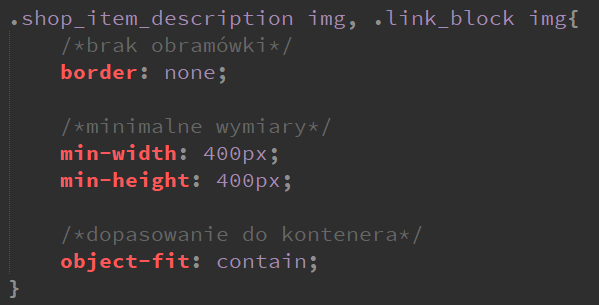 .shop_item_description img, .link_block img{
/*brak obramówki*/
border: none;
/*minimalne wymiary*/
min-width: 400px;
min-height: 400px;
/*dopasowanie do kontenera*/
object-fit: contain;
}